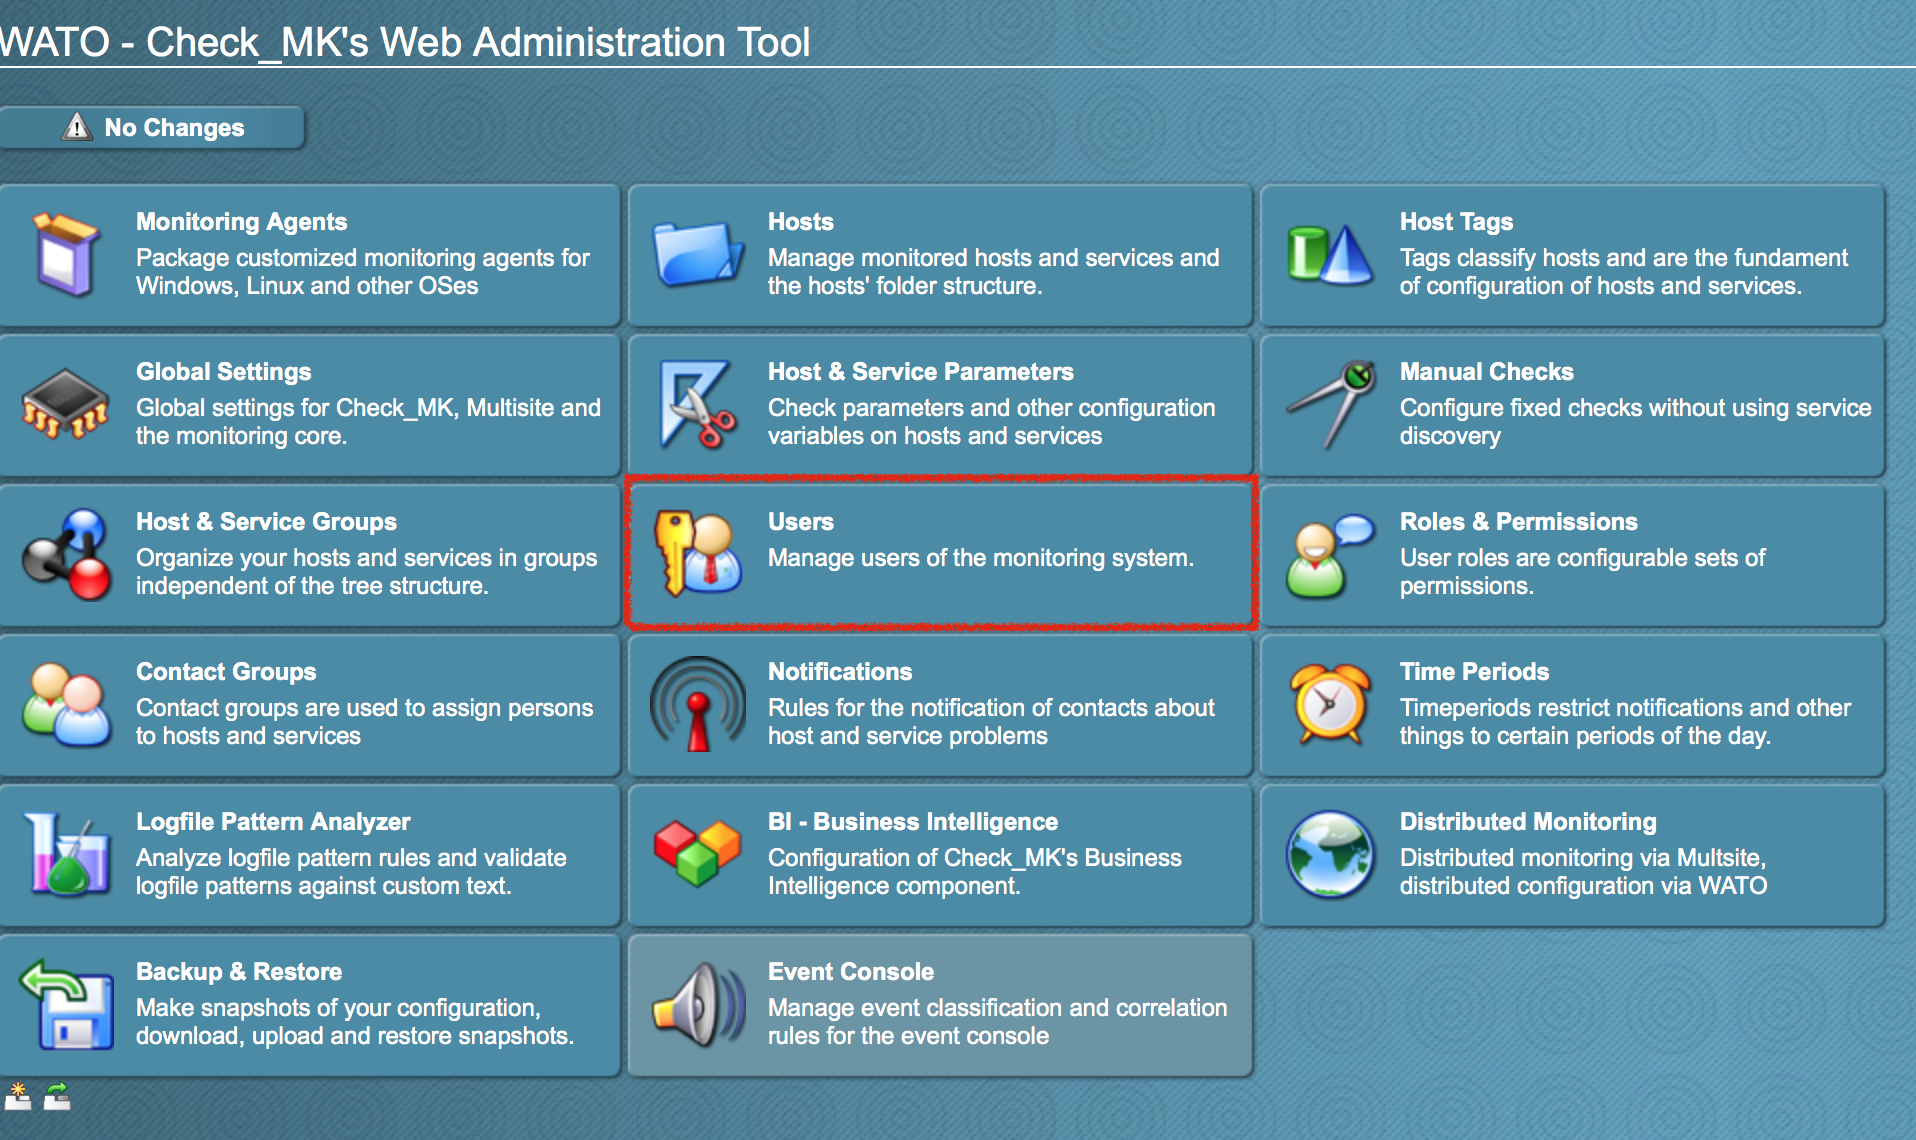 WATO - Check_MK's Web Administration Tool
No Changes
Monitoring Agents
Package customized monitoring agents for
Windows, Linux and other OSes
Hosts
Manage monitored hosts and services and
the hosts' folder structure.
Host Tags
Tags classify hosts and are the fundament
of configuration of hosts and services.
Global Settings
Global settings for Check_MK, Multisite and
the monitoring core.
Host & Service Parameters
Check parameters and other configuration
variables on hosts and services
Manual Checks
Configure fixed checks without using service
discovery
Host & Service Groups
Organize your hosts and services in groups
independent of the tree structure.
Users
Manage users of the monitoring system.
Roles & Permissions
User roles are configurable sets of
permissions.
Contact Groups
Contact groups are used to assign persons
to hosts and services
Notifications
Rules for the notification of contacts about
host and service problems
Time Periods
Timeperiods restrict notifications and other
things to certain periods of the day.
Logfile Pattern Analyzer
Analyze logfile pattern rules and validate
logfile patterns against custom text.
BI - Business Intelligence
Configuration of Check_MK's Business
Intelligence component.
Distributed Monitoring
Distributed monitoring via Multsite,
distributed configuration via WATO
Backup & Restore
Make snapshots of your configuration,
download, upload and restore snapshots.
Event Console
Manage event classification and correlation
rules for the event console